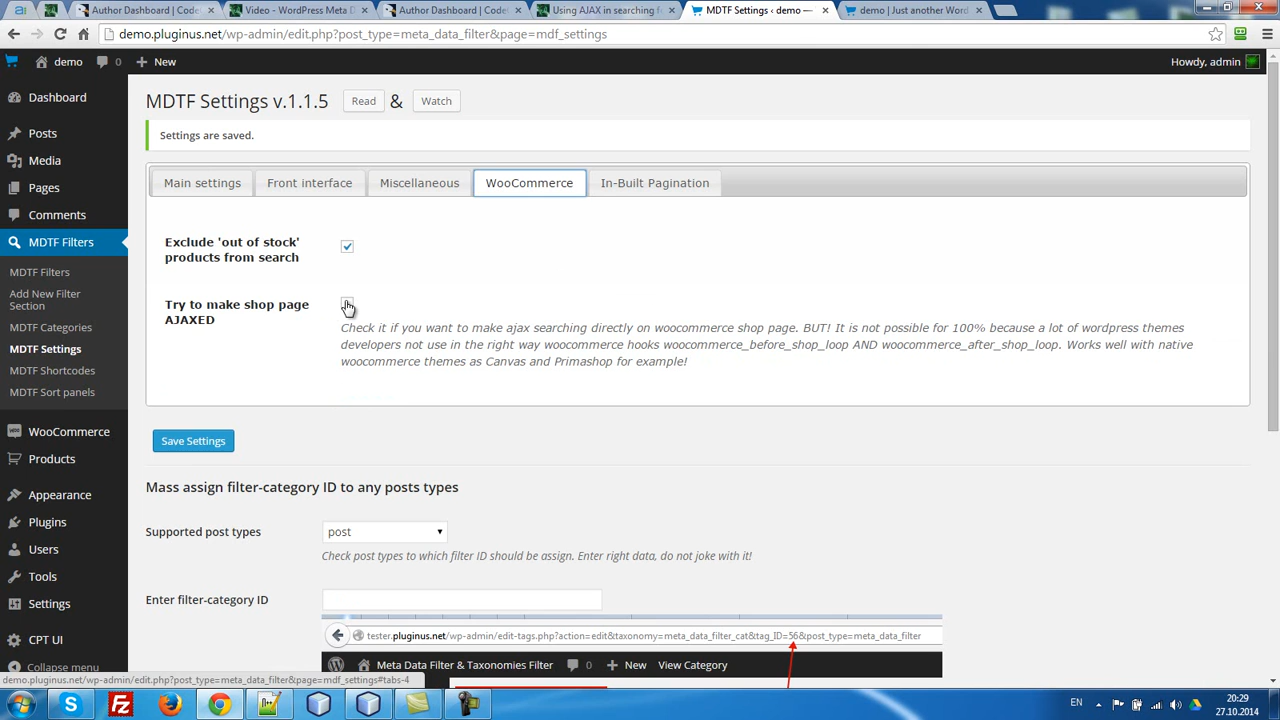 Author Dashboard | CodeC
Video - WordPress Meta D
Author Dashboard | CodeC
Using AJAX in searching f
MDTF Settings ‹ demo —
demo | Just another Word
demo.pluginus.net/wp-admin/edit.php?post_type=meta_data_filter&page=mdf_settings
demo
0
New
Howdy, admin
Dashboard
Posts
Media
Pages
Comments
MDTF Filters
MDTF Filters
Add New Filter
Section
MDTF Categories
MDTF Settings
MDTF Shortcodes
MDTF Sort panels
WooCommerce
Products
Appearance
Plugins
Users
Tools
Settings
CPT UI
Collapse menu
MDTF Settings v.1.1.5
Read
&
Watch
Settings are saved.
Main settings
Front interface
Miscellaneous
WooCommerce
In-Built Pagination
Exclude 'out of stock'
products from search
Try to make shop page
AJAXED
Check it if you want to make ajax searching directly on woocommerce shop page. BUT! It is not possible for 100% because a lot of wordpress themes
developers not use in the right way woocommerce hooks woocommerce_before_shop_loop AND woocommerce_after_shop_loop. Works well with native
woocommerce themes as Canvas and Primashop for example!
Save Settings
Mass assign filter-category ID to any posts types
Supported post types
post
Check post types to which filter ID should be assign. Enter right data, do not joke with it!
Enter filter-category ID
tester.pluginus.net/wp-admin/edit-tags.php?action=edit&taxonomy=meta_data_filter_cat&tag_ID=56&post_type=meta_data_filter
Meta Data Filter & Taxonomies Filter
0
New
View Category
demo.pluginus.net/wp-admin/edit.php?post_type=meta_data_filter&page=mdf_settings#tabs-4
EN
20:29
27.10.2014